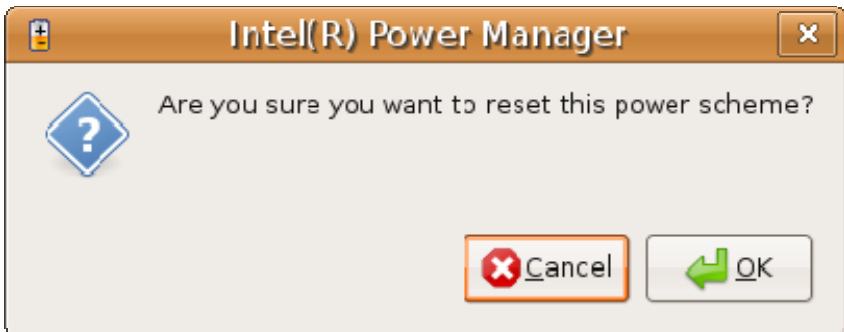 Intel(R) Power Manager
Are you sure you want to reset this power scheme?
Cancel
OK